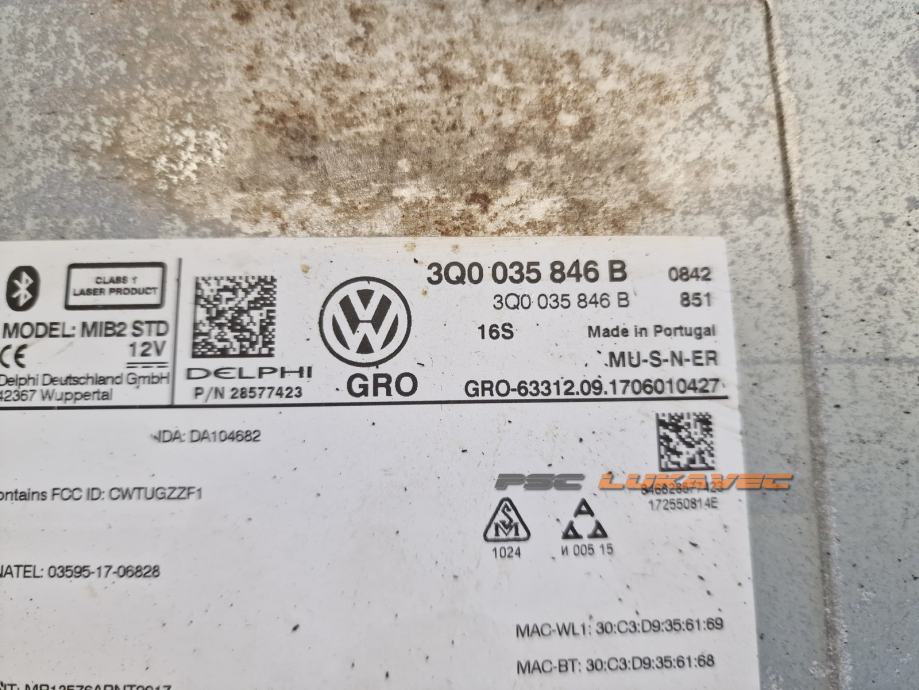 CLASS 1
LASER PRODUCT
MODEL: MIB2 STD
12V
CE
Delphi Deutschland GmbH
42367 Wuppertal
DELPHI
P/N 28577423
GRO
3Q0 035 846 B 0842
3Q0 035 846 B 851
16S Made in Portugal
MU-S-N-ER
GRO-63312.09.1706010427
IDA: DA104682
ontains FCC ID: CWTUGZZF1
PSC LUKAVEC
172550814E
1024
И 005 15
NATEL: 03595-17-06828
MAC-WL1: 30:C3:D9:35:61:69
MAC-BT: 30:C3:D9:35:61:68